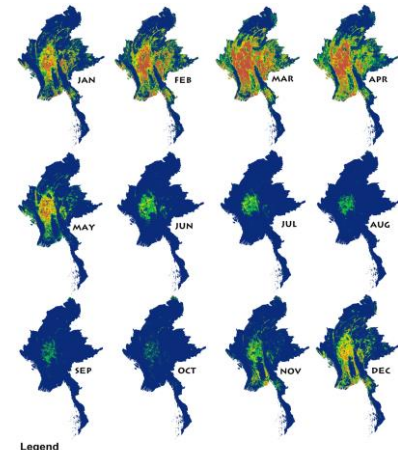 JAN
FEB
MAR
APR
MAY
JUN
JUL
AUG
SEP
OCT
NOV
DEC
Legend